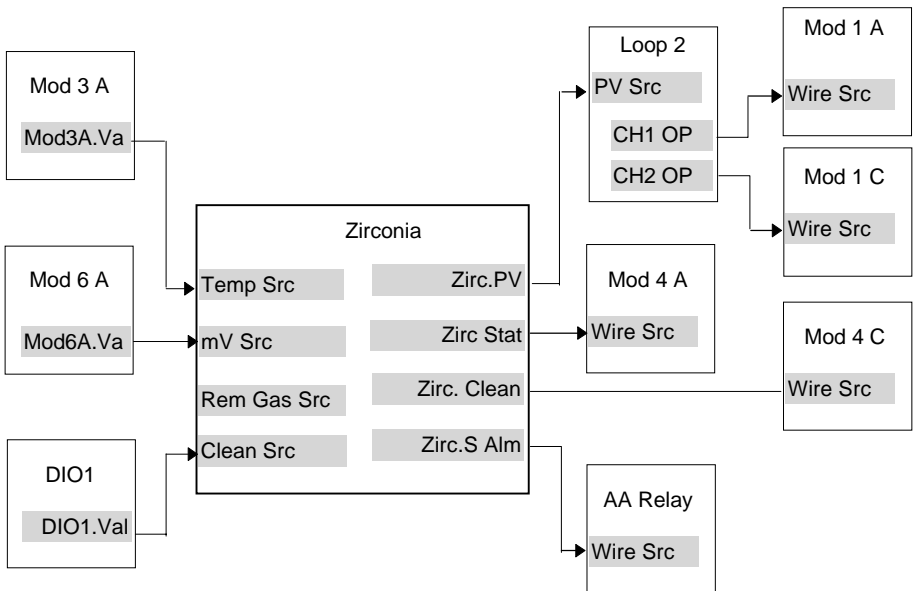 Mod 3 A
Mod3A.Va
Mod 6 A
Mod6A.Va
DIO1
DIO1.Val
Zirconia
Temp Src
mV Src
Rem Gas Src
Clean Src
Zirc.PV
Zirc Stat
Zirc. Clean
Zirc.S Alm
Loop 2
PV Src
CH1 OP
CH2 OP
Mod 4 A
Wire Src
AA Relay
Wire Src
Mod 1 A
Wire Src
Mod 1 C
Wire Src
Mod 4 C
Wire Src